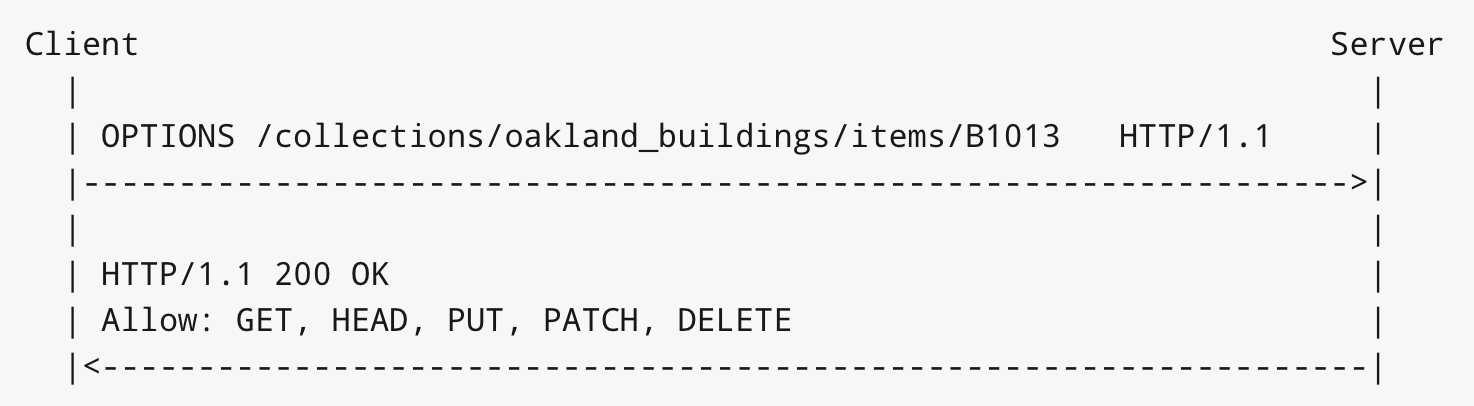 Client                                                              Server
  |                                                                    |
  | OPTIONS /collections/oakland_buildings/items/B1013   HTTP/1.1     |
  |------------------------------------------------------------------>|
  |                                                                    |
  | HTTP/1.1 200 OK                                                    |
  | Allow: GET, HEAD, PUT, PATCH, DELETE                               |
  |<------------------------------------------------------------------|